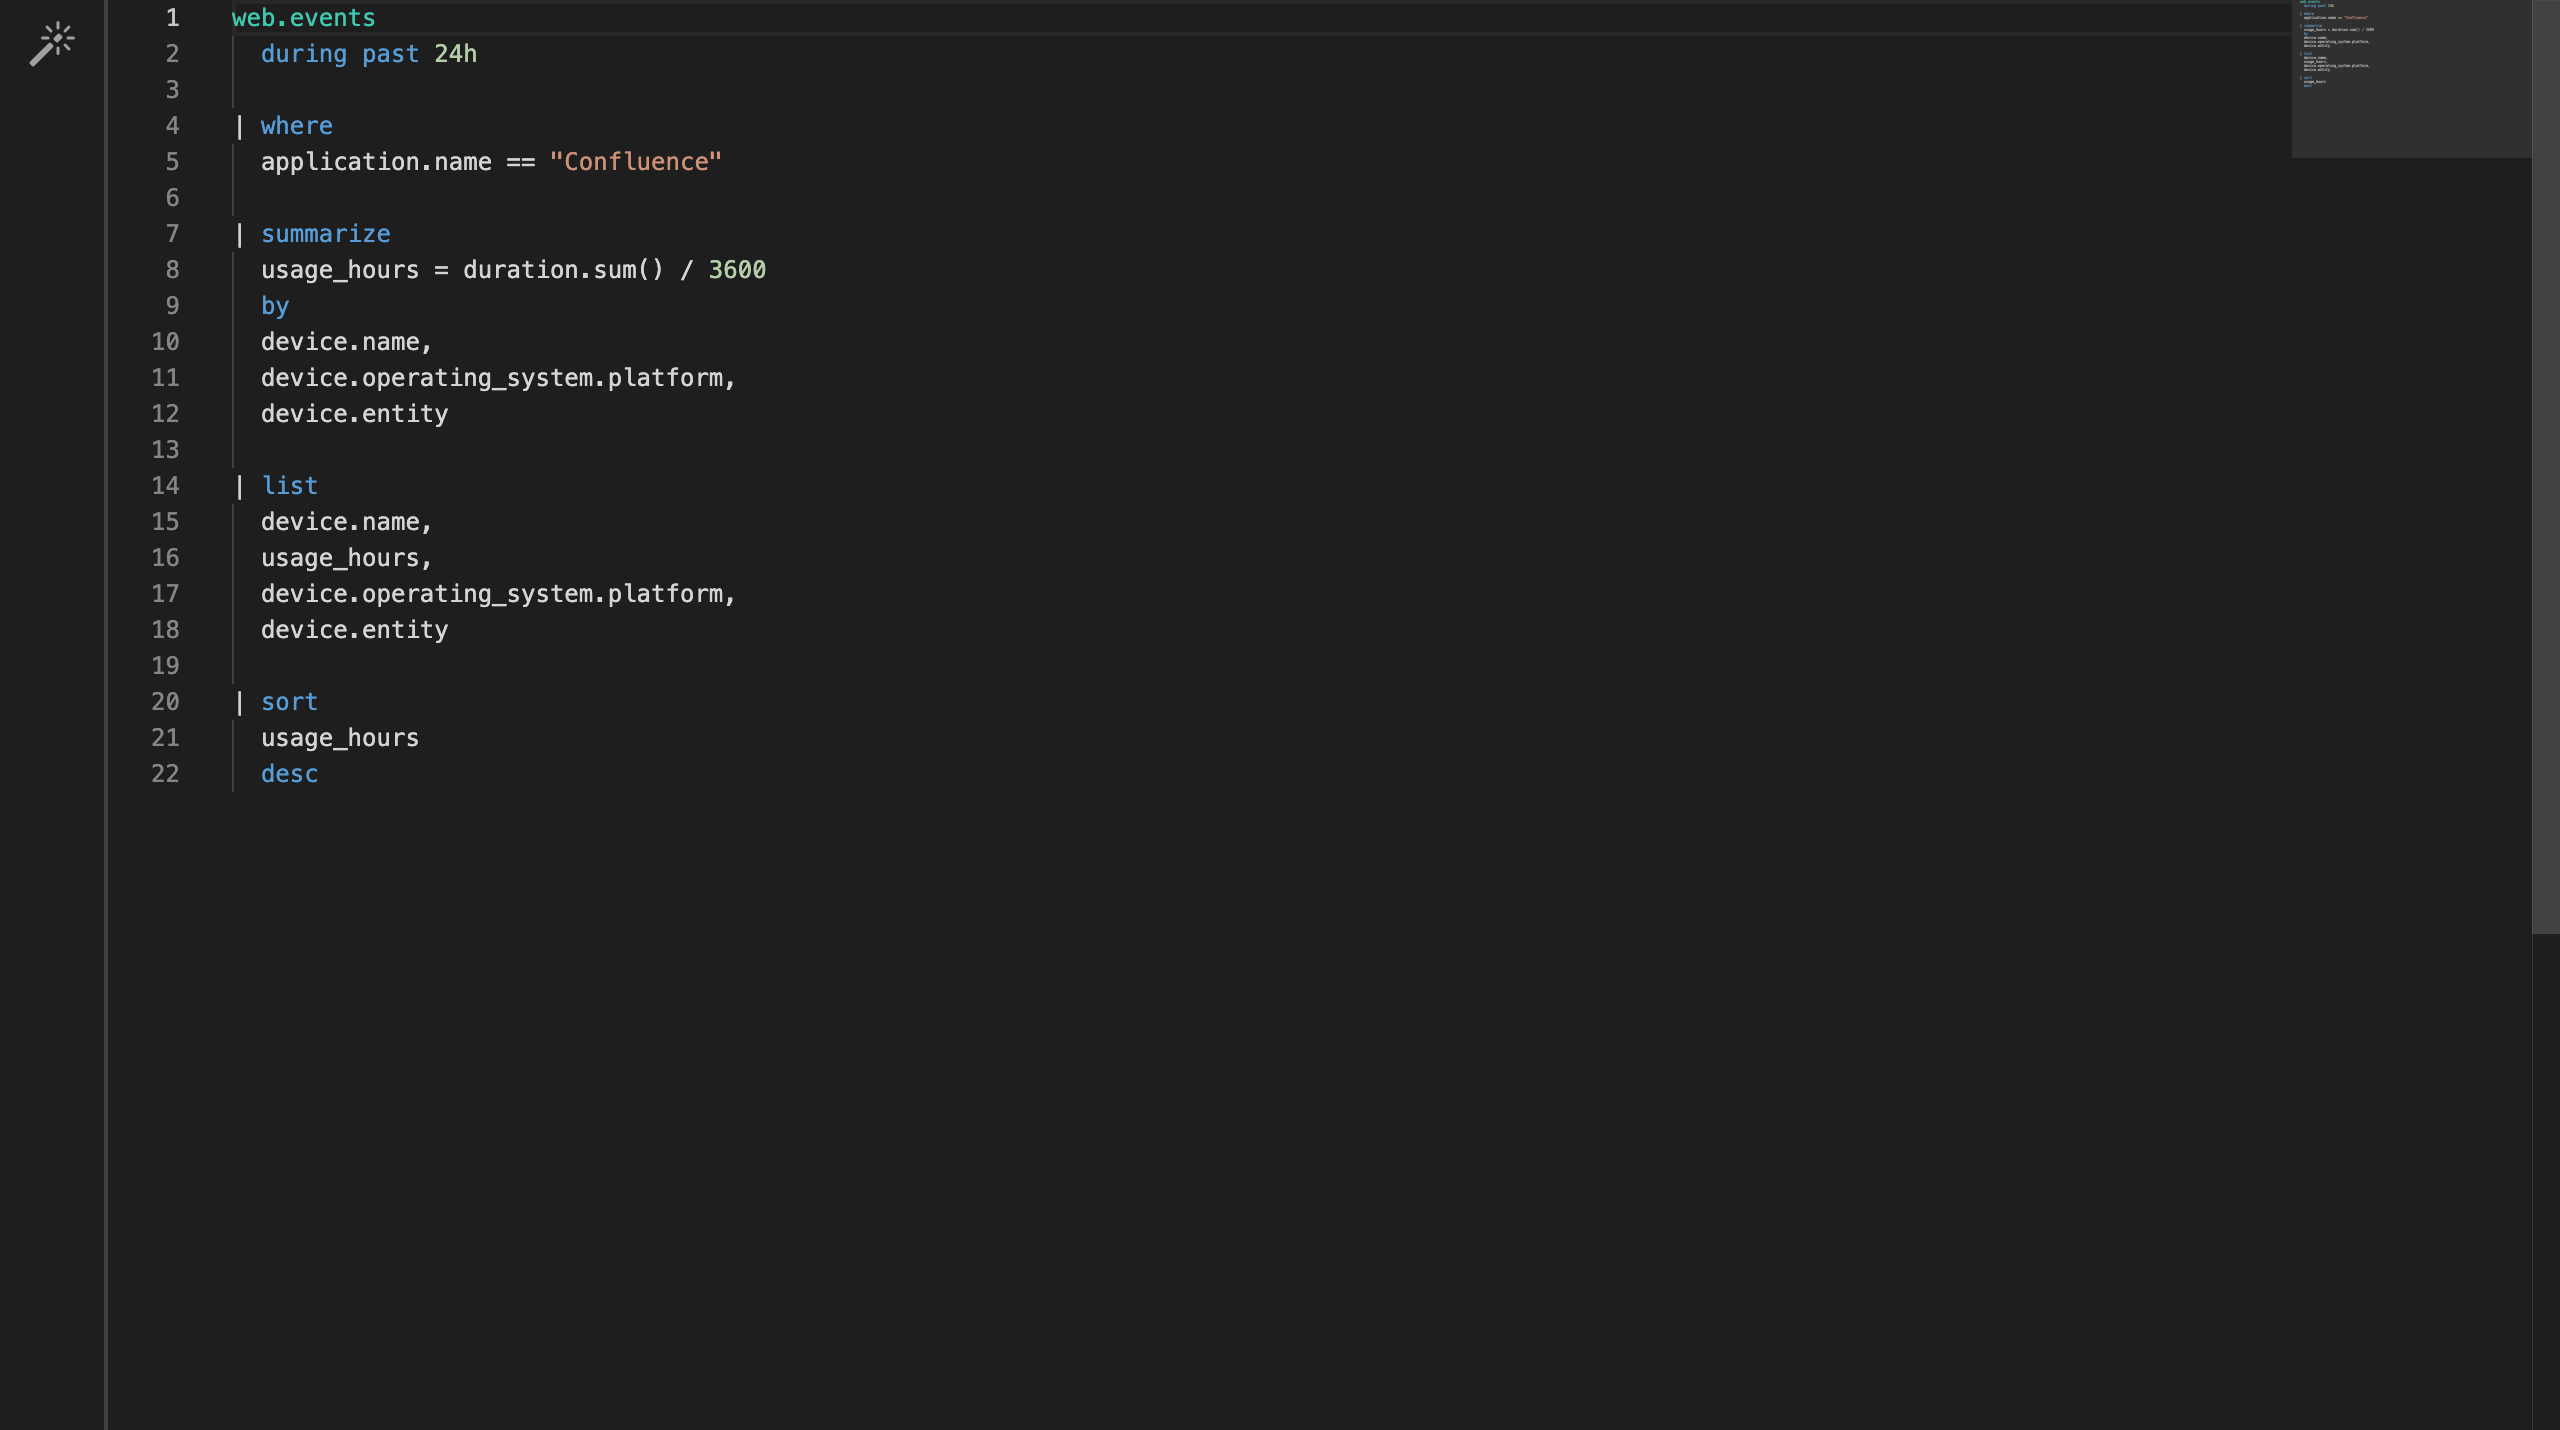 1 web.events
2 during past 24h
3
4 | where
5 application.name == "Confluence"
6
7 | summarize
8 usage_hours = duration.sum() / 3600
9 by
10 device.name,
11 device.operating_system.platform,
12 device.entity
13
14 | list
15 device.name,
16 usage_hours,
17 device.operating_system.platform,
18 device.entity
19
20 | sort
21 usage_hours
22 desc